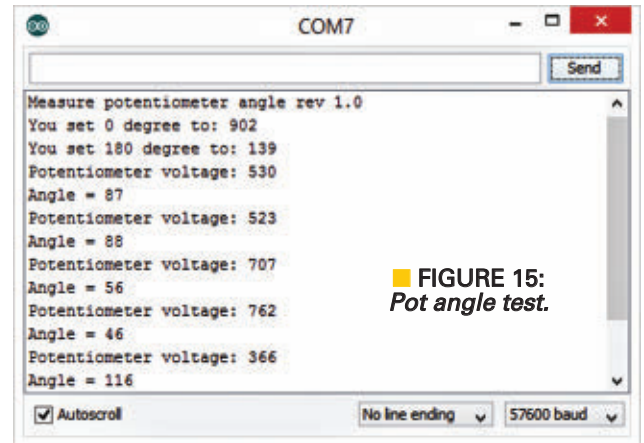 COM7
Send
Measure potentiometer angle rev 1.0
You set 0 degree to: 902
You set 180 degree to: 139
Potentiometer voltage: 530
Angle = 87
Potentiometer voltage: 523
Angle = 88
Potentiometer voltage: 707
Angle = 56
Potentiometer voltage: 762
Angle = 46
Potentiometer voltage: 366
Angle = 116
FIGURE 15:
Pot angle test.
Autoscroll
No line ending
57600 baud